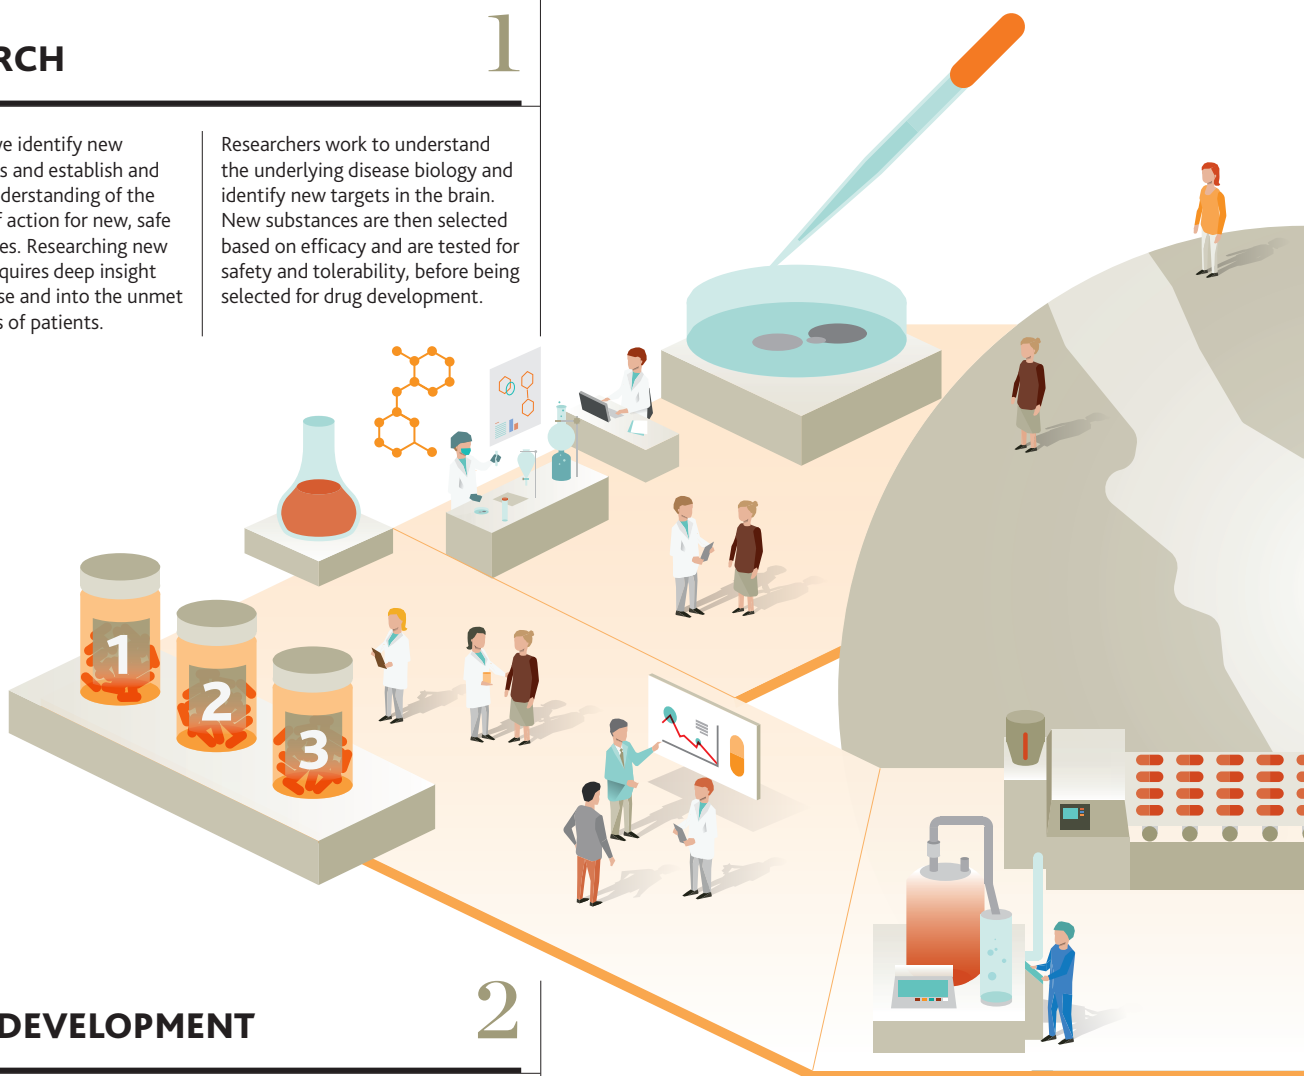 RCH
1
ve identify new
s and establish and
derstanding of the
f action for new, safe
es. Researching new
quires deep insight
se and into the unmet
s of patients.
Researchers work to understand
the underlying disease biology and
identify new targets in the brain.
New substances are then selected
based on efficacy and are tested for
safety and tolerability, before being
selected for drug development.
1
2
3
DEVELOPMENT
2